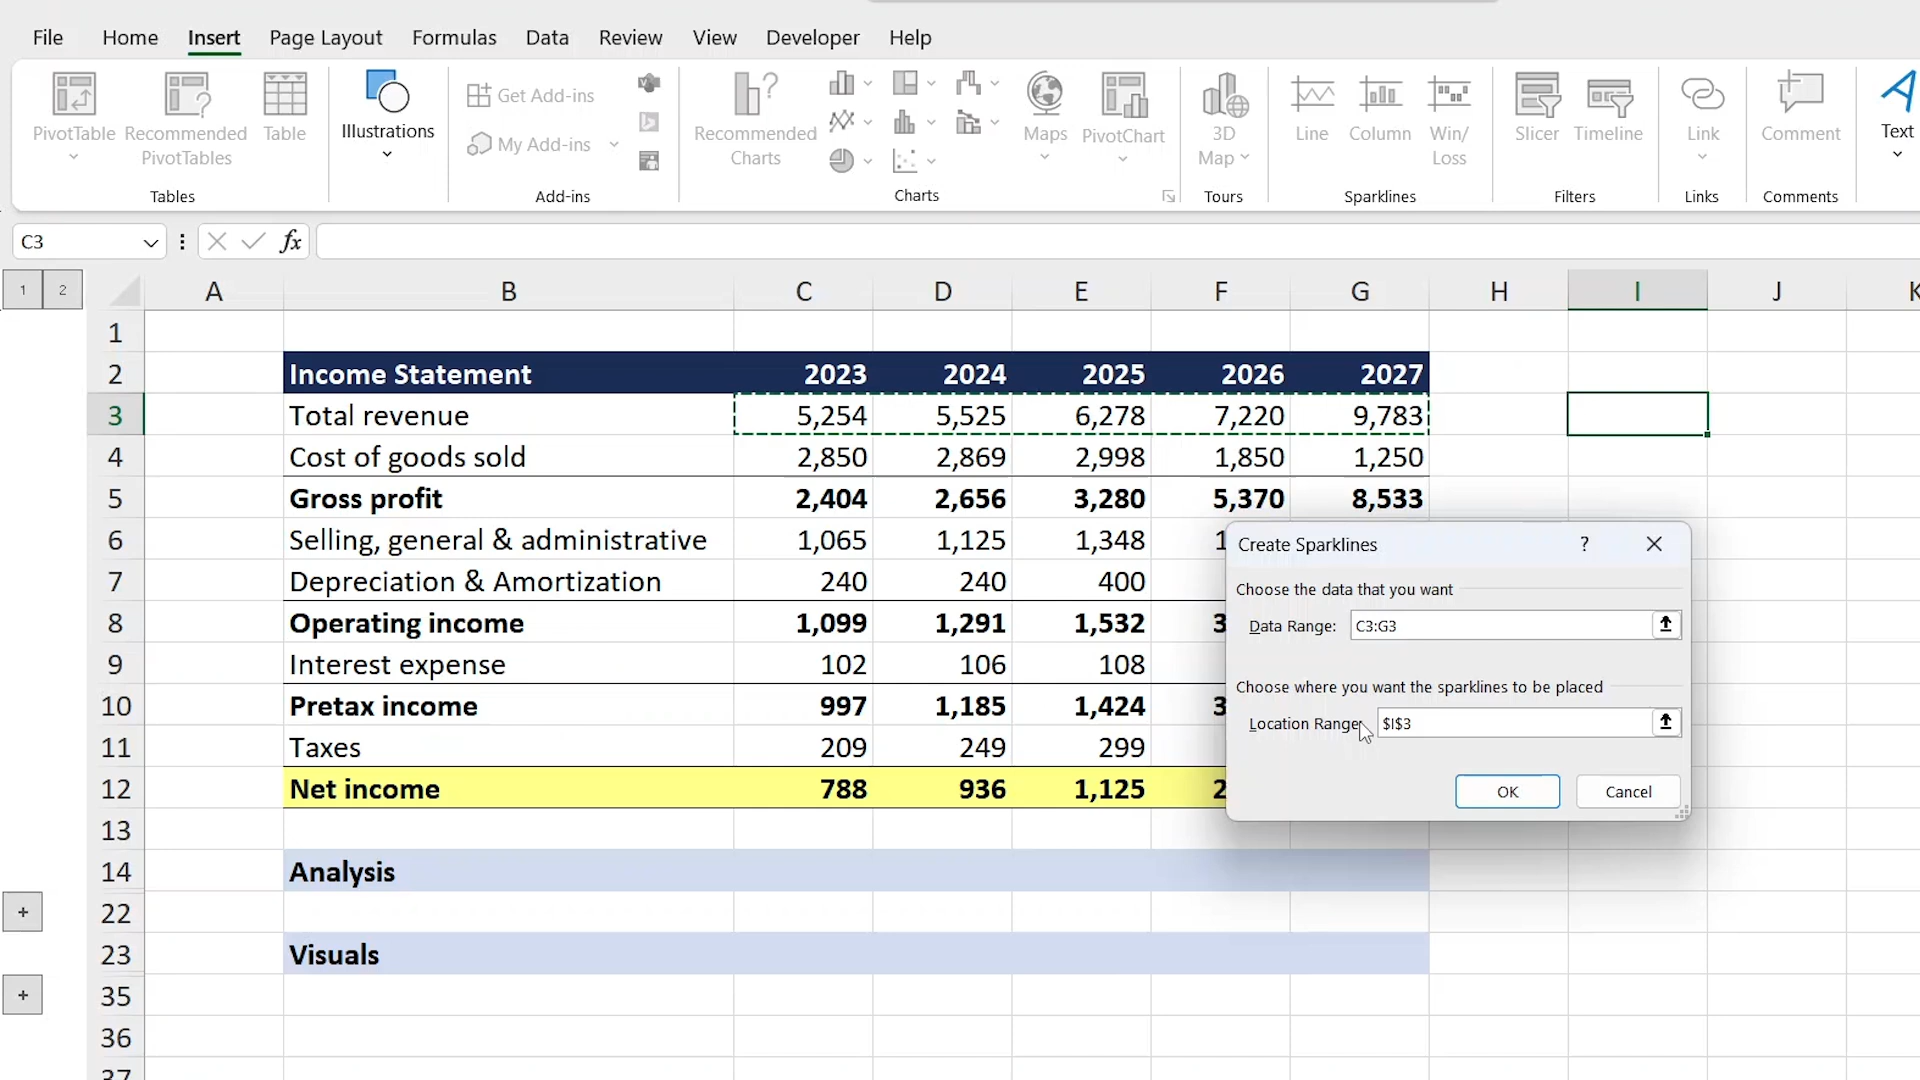 File Home Insert Page Layout Formulas Data Review View Developer Help
PivotTable
Recommended
PivotTables
Table
Tables
Illustrations
Get Add-ins
My Add-ins
Add-ins
Recommended
Charts
Maps
PivotChart
Charts
3D
Map
Tours
Line
Column
Win/
Loss
Sparklines
Slicer
Timeline
Filters
Link
Links
Comment
Comments
Text
C3 fx
1 2 A B C D E F G H I J K
1
2 Income Statement 2023 2024 2025 2026 2027
3 Total revenue 5,254 5,525 6,278 7,220 9,783
4 Cost of goods sold 2,850 2,869 2,998 1,850 1,250
5 Gross profit 2,404 2,656 3,280 5,370 8,533
6 Selling, general & administrative 1,065 1,125 1,348 1
7 Depreciation & Amortization 240 240 400
8 Operating income 1,099 1,291 1,532 3
9 Interest expense 102 106 108
10 Pretax income 997 1,185 1,424 3
11 Taxes 209 249 299
12 Net income 788 936 1,125 2
13
14 Analysis
22
23 Visuals
35
36
37
Create Sparklines ?
Choose the data that you want
Data Range: C3:G3
Choose where you want the sparklines to be placed
Location Range: $I$3
OK Cancel